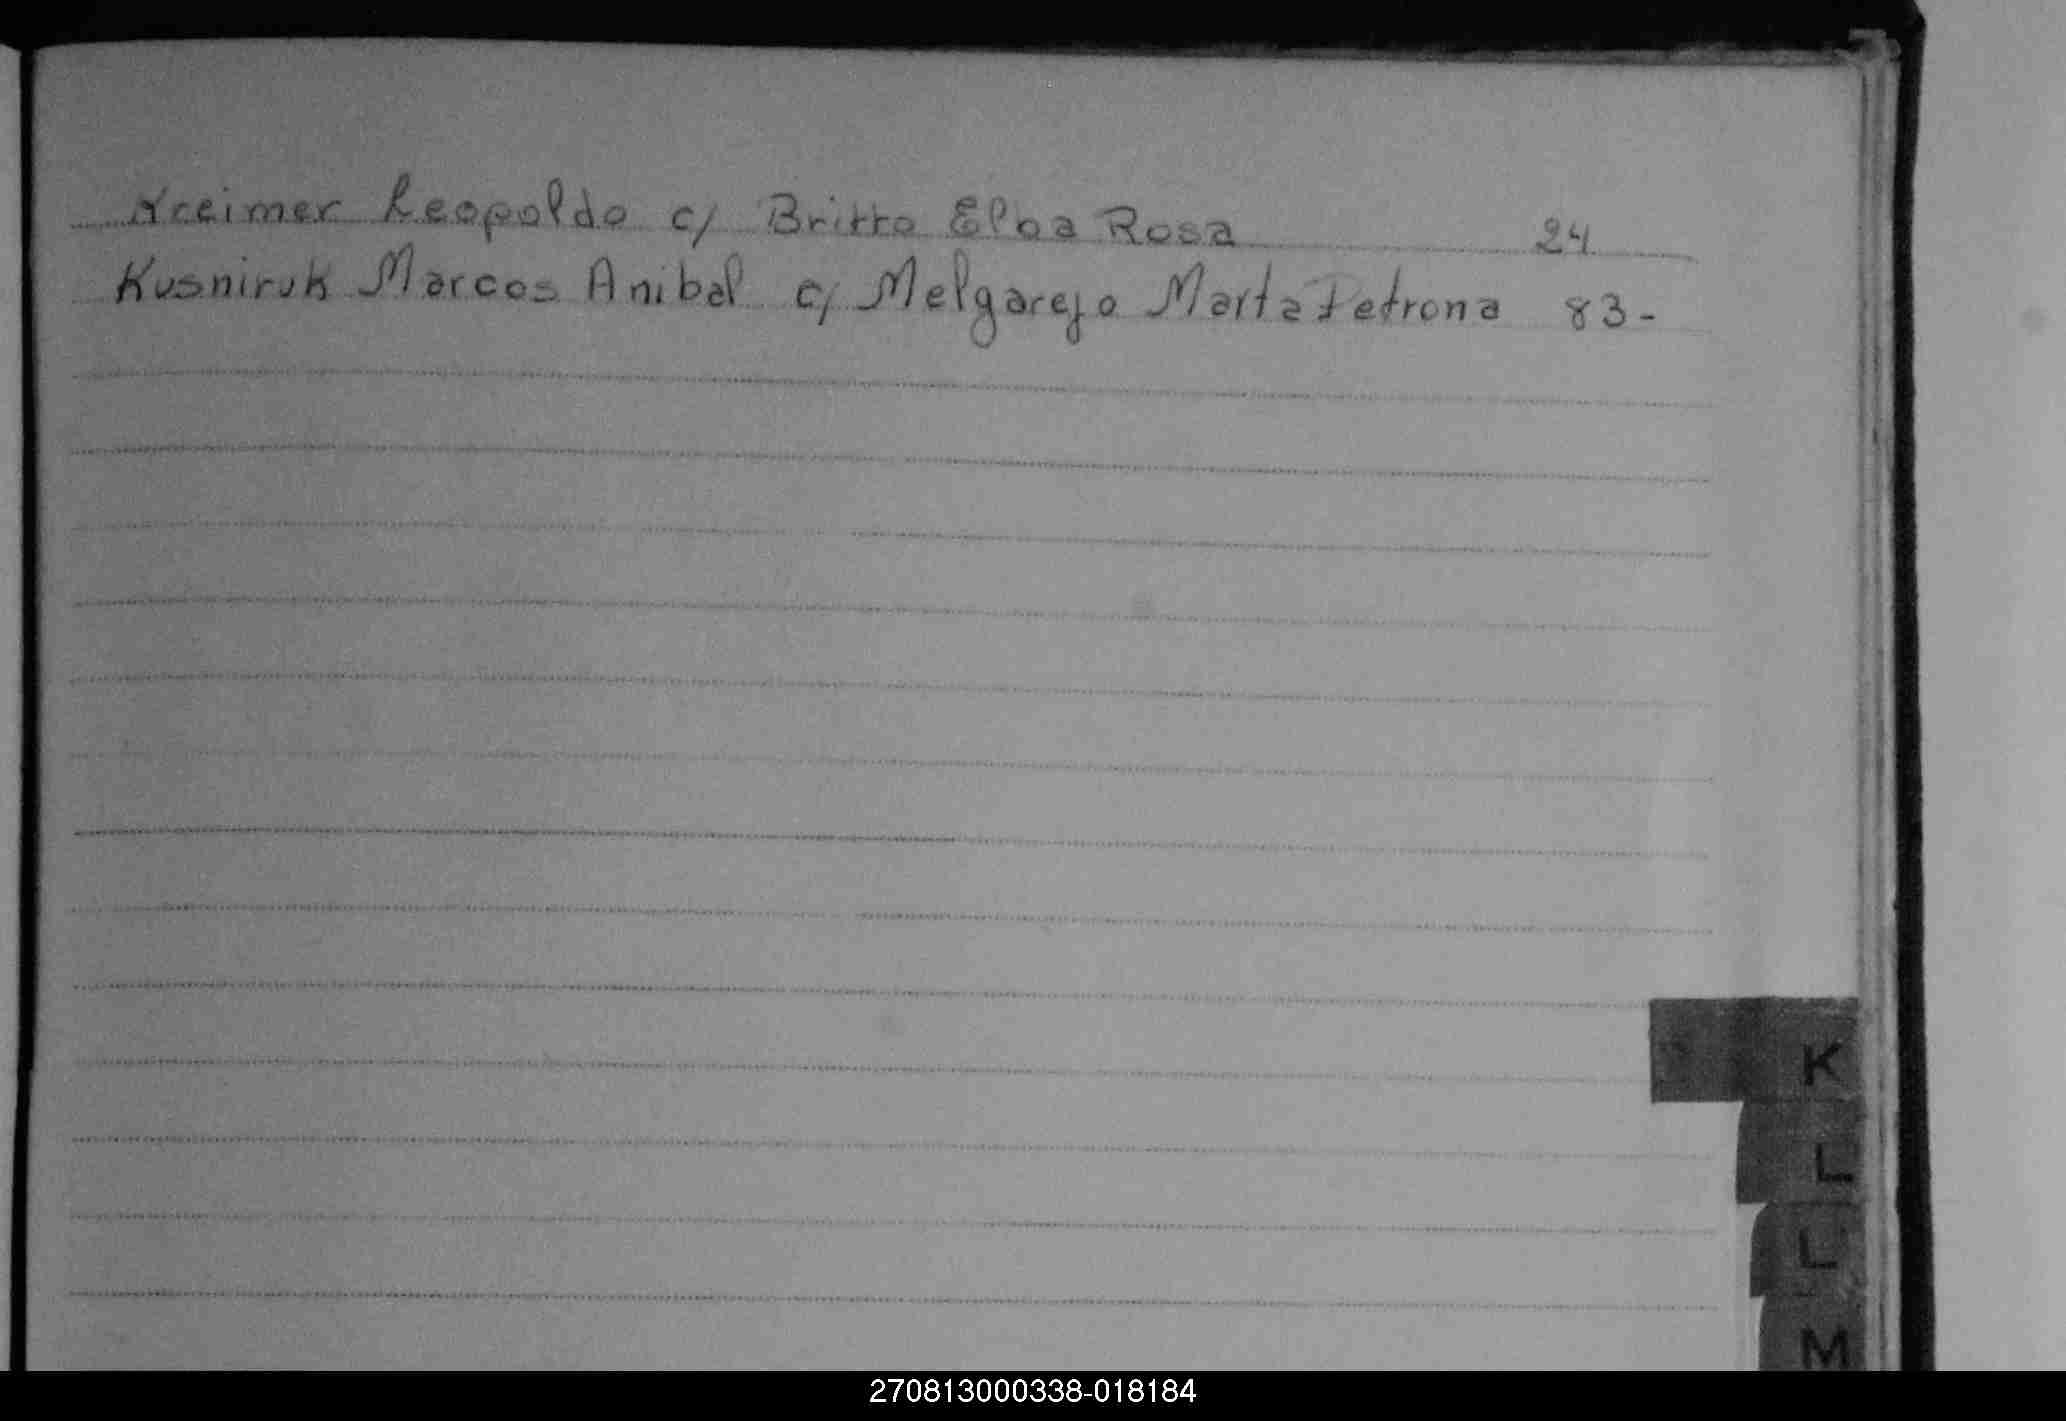 Kreimer Leopoldo c/ Britto Elba Rosa 24
Kusniruk Marcos Anibal c/ Melgarejo Marta Petrona 83-
K
L
L
M
270813000338-018184